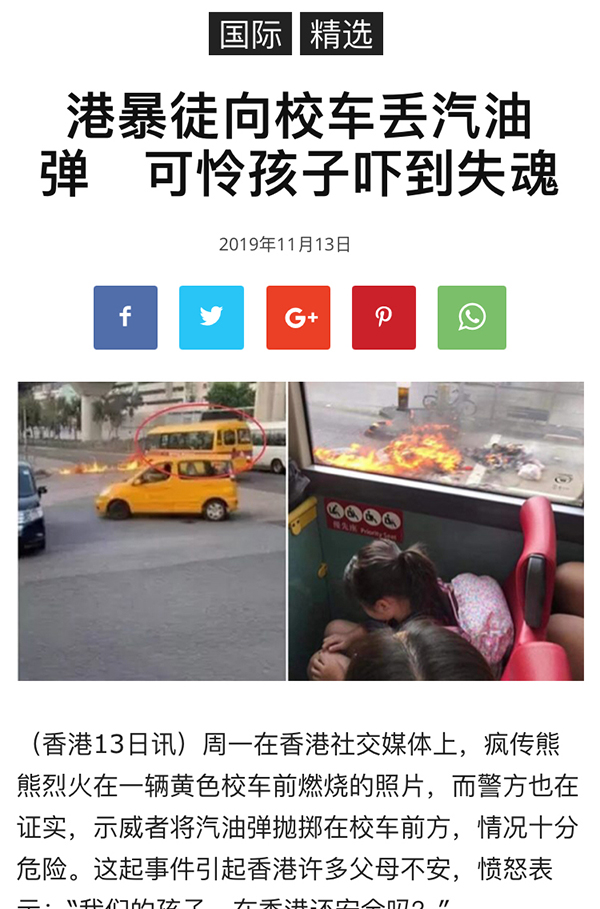 国际 精选
港暴徒向校车丢汽油
弹　可怜孩子吓到失魂
2019年11月13日
f G+
Priority Seat
（香港13日讯）周一在香港社交媒体上，疯传熊
熊烈火在一辆黄色校车前燃烧的照片，而警方也在
证实，示威者将汽油弹抛掷在校车前方，情况十分
危险。这起事件引起香港许多父母不安，愤怒表
示：“我们的孩子，在香港还安全吗？”